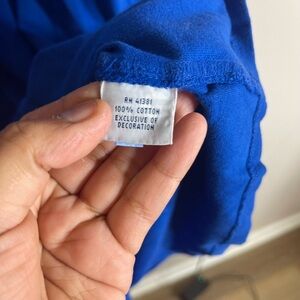 RN 41381
100% COTTON
EXCLUSIVE OF
DECORATION